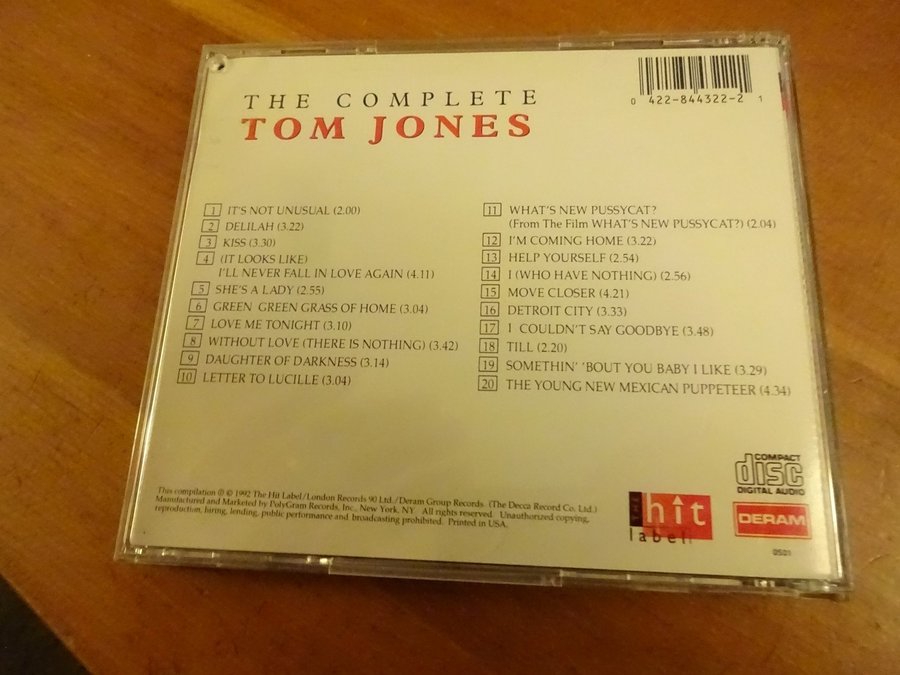 THE COMPLETE
TOM JONES
0 422-844322-2 1
1 IT'S NOT UNUSUAL (2.00)
2 DELILAH (3.22)
3 KISS (3.30)
4 (IT LOOKS LIKE)
I'LL NEVER FALL IN LOVE AGAIN (4.11)
5 SHE'S A LADY (2.55)
6 GREEN GREEN GRASS OF HOME (3.04)
7 LOVE ME TONIGHT (3.10)
8 WITHOUT LOVE (THERE IS NOTHING) (3.42)
9 DAUGHTER OF DARKNESS (3.14)
10 LETTER TO LUCILLE (3.04)
11 WHAT'S NEW PUSSYCAT?
(From The Film WHAT'S NEW PUSSYCAT?) (2.04)
12 I'M COMING HOME (3.22)
13 HELP YOURSELF (2.54)
14 I (WHO HAVE NOTHING) (2.56)
15 MOVE CLOSER (4.21)
16 DETROIT CITY (3.33)
17 I COULDN'T SAY GOODBYE (3.48)
18 TILL (2.20)
19 SOMETHIN' 'BOUT YOU BABY I LIKE (3.29)
20 THE YOUNG NEW MEXICAN PUPPETEER (4.34)
This compilation ℗ © 1992 The Hit Label/London Records 90 Ltd./Deram Group Records. (The Decca Record Co. Ltd.)
Manufactured and Marketed by PolyGram Records, Inc., New York, NY All rights reserved. Unauthorized copying,
reproduction, hiring, lending, public performance and broadcasting prohibited. Printed in USA.
THE hit
label
COMPACT
disc
DIGITAL AUDIO
DERAM
0501